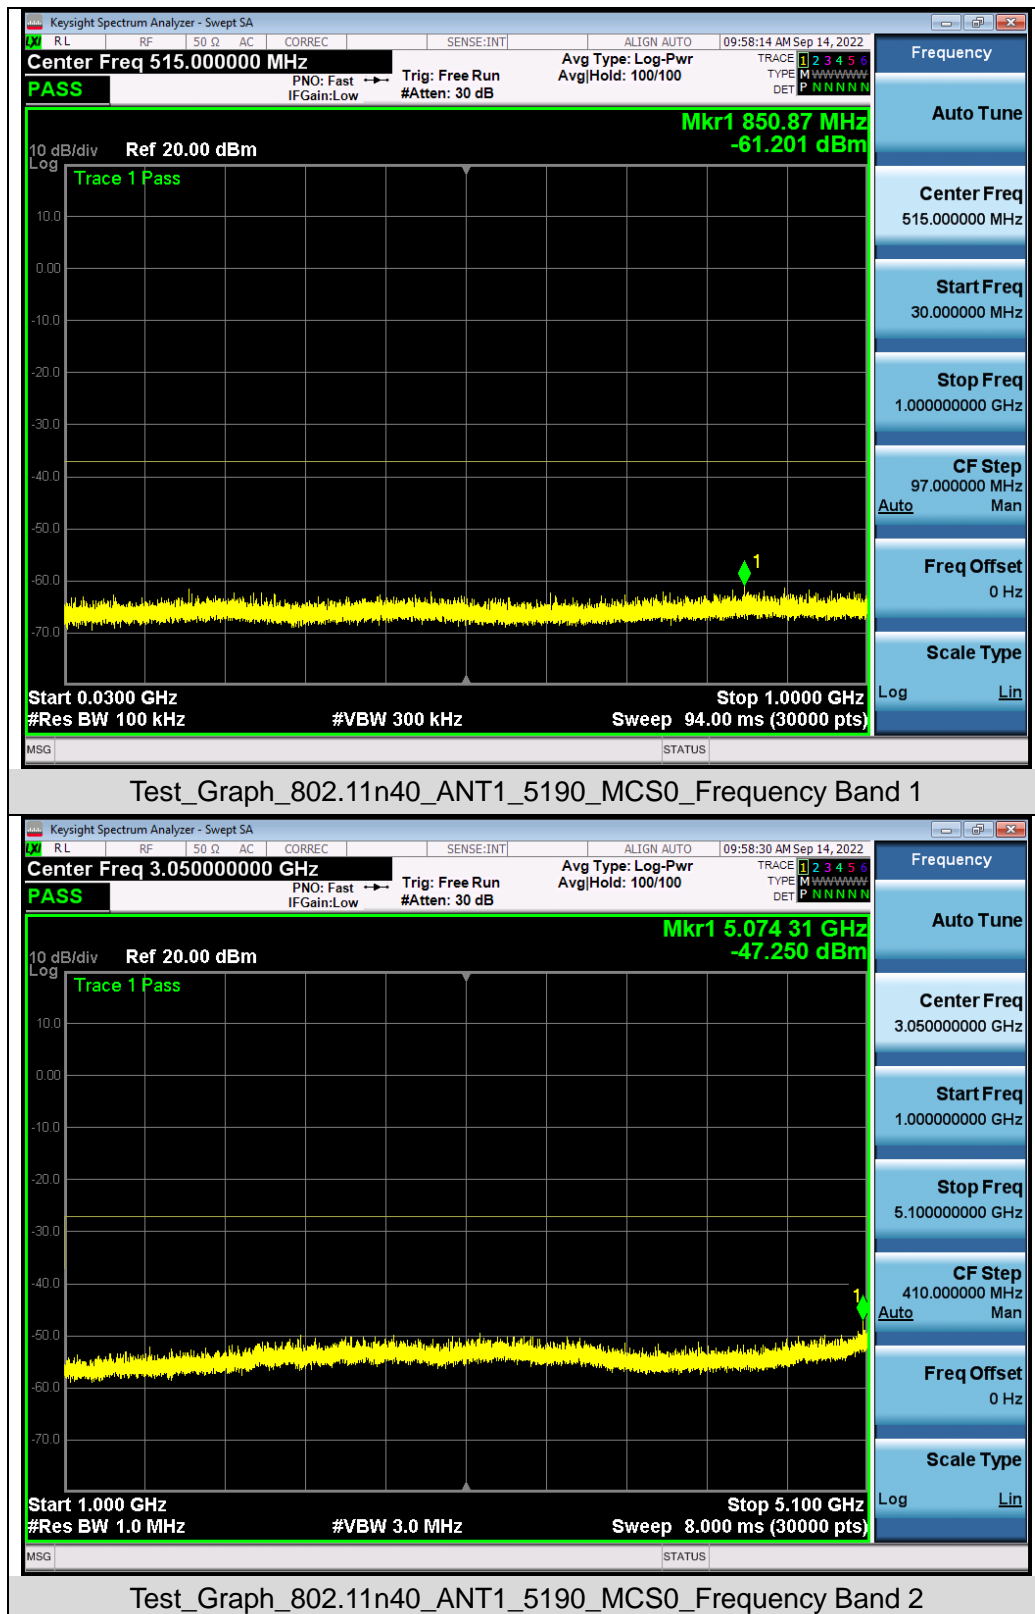 Keysight Spectrum Analyzer - Swept SA
LXI RL RF 50 Ω AC CORREC SENSE:INT ALIGN AUTO 09:58:14 AM Sep 14, 2022
Center Freq 515.000000 MHz
PASS
PNO: Fast
IFGain:Low
Trig: Free Run
#Atten: 30 dB
Avg Type: Log-Pwr
Avg|Hold: 100/100
TRACE 1 2 3 4 5 6
TYPE M WWWWW
DET P N N N N N
Mkr1 850.87 MHz
-61.201 dBm
10 dB/div Ref 20.00 dBm
Log
Trace 1 Pass
10.0
0.00
-10.0
-20.0
-30.0
-40.0
-50.0
-60.0
-70.0
1
Start 0.0300 GHz Stop 1.0000 GHz
#Res BW 100 kHz #VBW 300 kHz Sweep 94.00 ms (30000 pts)
MSG STATUS
Frequency
Auto Tune
Center Freq
515.000000 MHz
Start Freq
30.000000 MHz
Stop Freq
1.000000000 GHz
CF Step
97.000000 MHz
Auto Man
Freq Offset
0 Hz
Scale Type
Log Lin
Test_Graph_802.11n40_ANT1_5190_MCS0_Frequency Band 1
Keysight Spectrum Analyzer - Swept SA
LXI RL RF 50 Ω AC CORREC SENSE:INT ALIGN AUTO 09:58:30 AM Sep 14, 2022
Center Freq 3.050000000 GHz
PASS
PNO: Fast
IFGain:Low
Trig: Free Run
#Atten: 30 dB
Avg Type: Log-Pwr
Avg|Hold: 100/100
TRACE 1 2 3 4 5 6
TYPE M WWWWW
DET P N N N N N
Mkr1 5.074 31 GHz
-47.250 dBm
10 dB/div Ref 20.00 dBm
Log
Trace 1 Pass
10.0
0.00
-10.0
-20.0
-30.0
-40.0
-50.0
-60.0
-70.0
1
Start 1.000 GHz Stop 5.100 GHz
#Res BW 1.0 MHz #VBW 3.0 MHz Sweep 8.000 ms (30000 pts)
MSG STATUS
Frequency
Auto Tune
Center Freq
3.050000000 GHz
Start Freq
1.000000000 GHz
Stop Freq
5.100000000 GHz
CF Step
410.000000 MHz
Auto Man
Freq Offset
0 Hz
Scale Type
Log Lin
Test_Graph_802.11n40_ANT1_5190_MCS0_Frequency Band 2